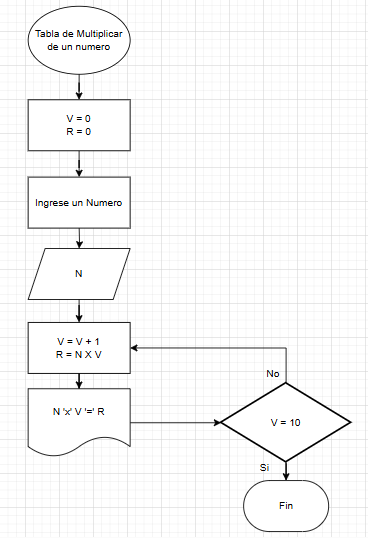 Tabla de Multiplicar
de un numero
V = 0
R = 0
Ingrese un Numero
N
V = V + 1
R = N X V
N 'x' V '=' R
No
V = 10
Si
Fin